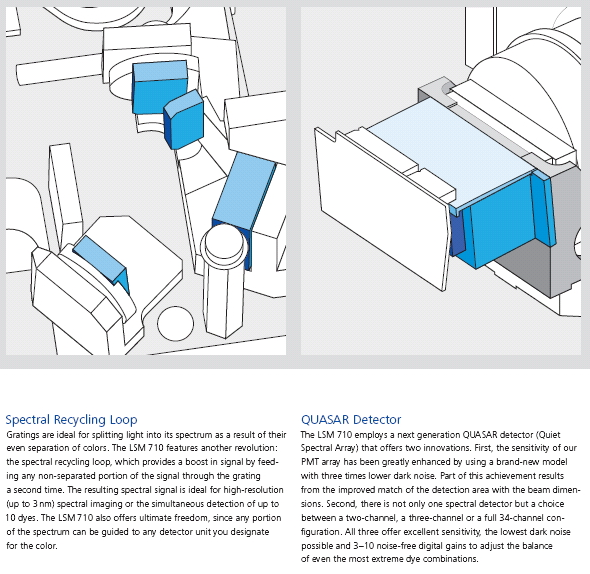 Spectral Recycling Loop
Gratings are ideal for splitting light into its spectrum as a result of their
even separation of colors. The LSM 710 features another revolution:
the spectral recycling loop, which provides a boost in signal by feed-
ing any non-separated portion of the signal through the grating
a second time. The resulting spectral signal is ideal for high-resolution
(up to 3 nm) spectral imaging or the simultaneous detection of up to
10 dyes. The LSM 710 also offers ultimate freedom, since any portion
of the spectrum can be guided to any detector unit you designate
for the color.
QUASAR Detector
The LSM 710 employs a next generation QUASAR detector (Quiet
Spectral Array) that offers two innovations. First, the sensitivity of our
PMT array has been greatly enhanced by using a brand-new model
with three times lower dark noise. Part of this achievement results
from the improved match of the detection area with the beam dimen-
sions. Second, there is not only one spectral detector but a choice
between a two-channel, a three-channel or a full 34-channel con-
figuration. All three offer excellent sensitivity, the lowest dark noise
possible and 3–10 noise-free digital gains to adjust the balance
of even the most extreme dye combinations.